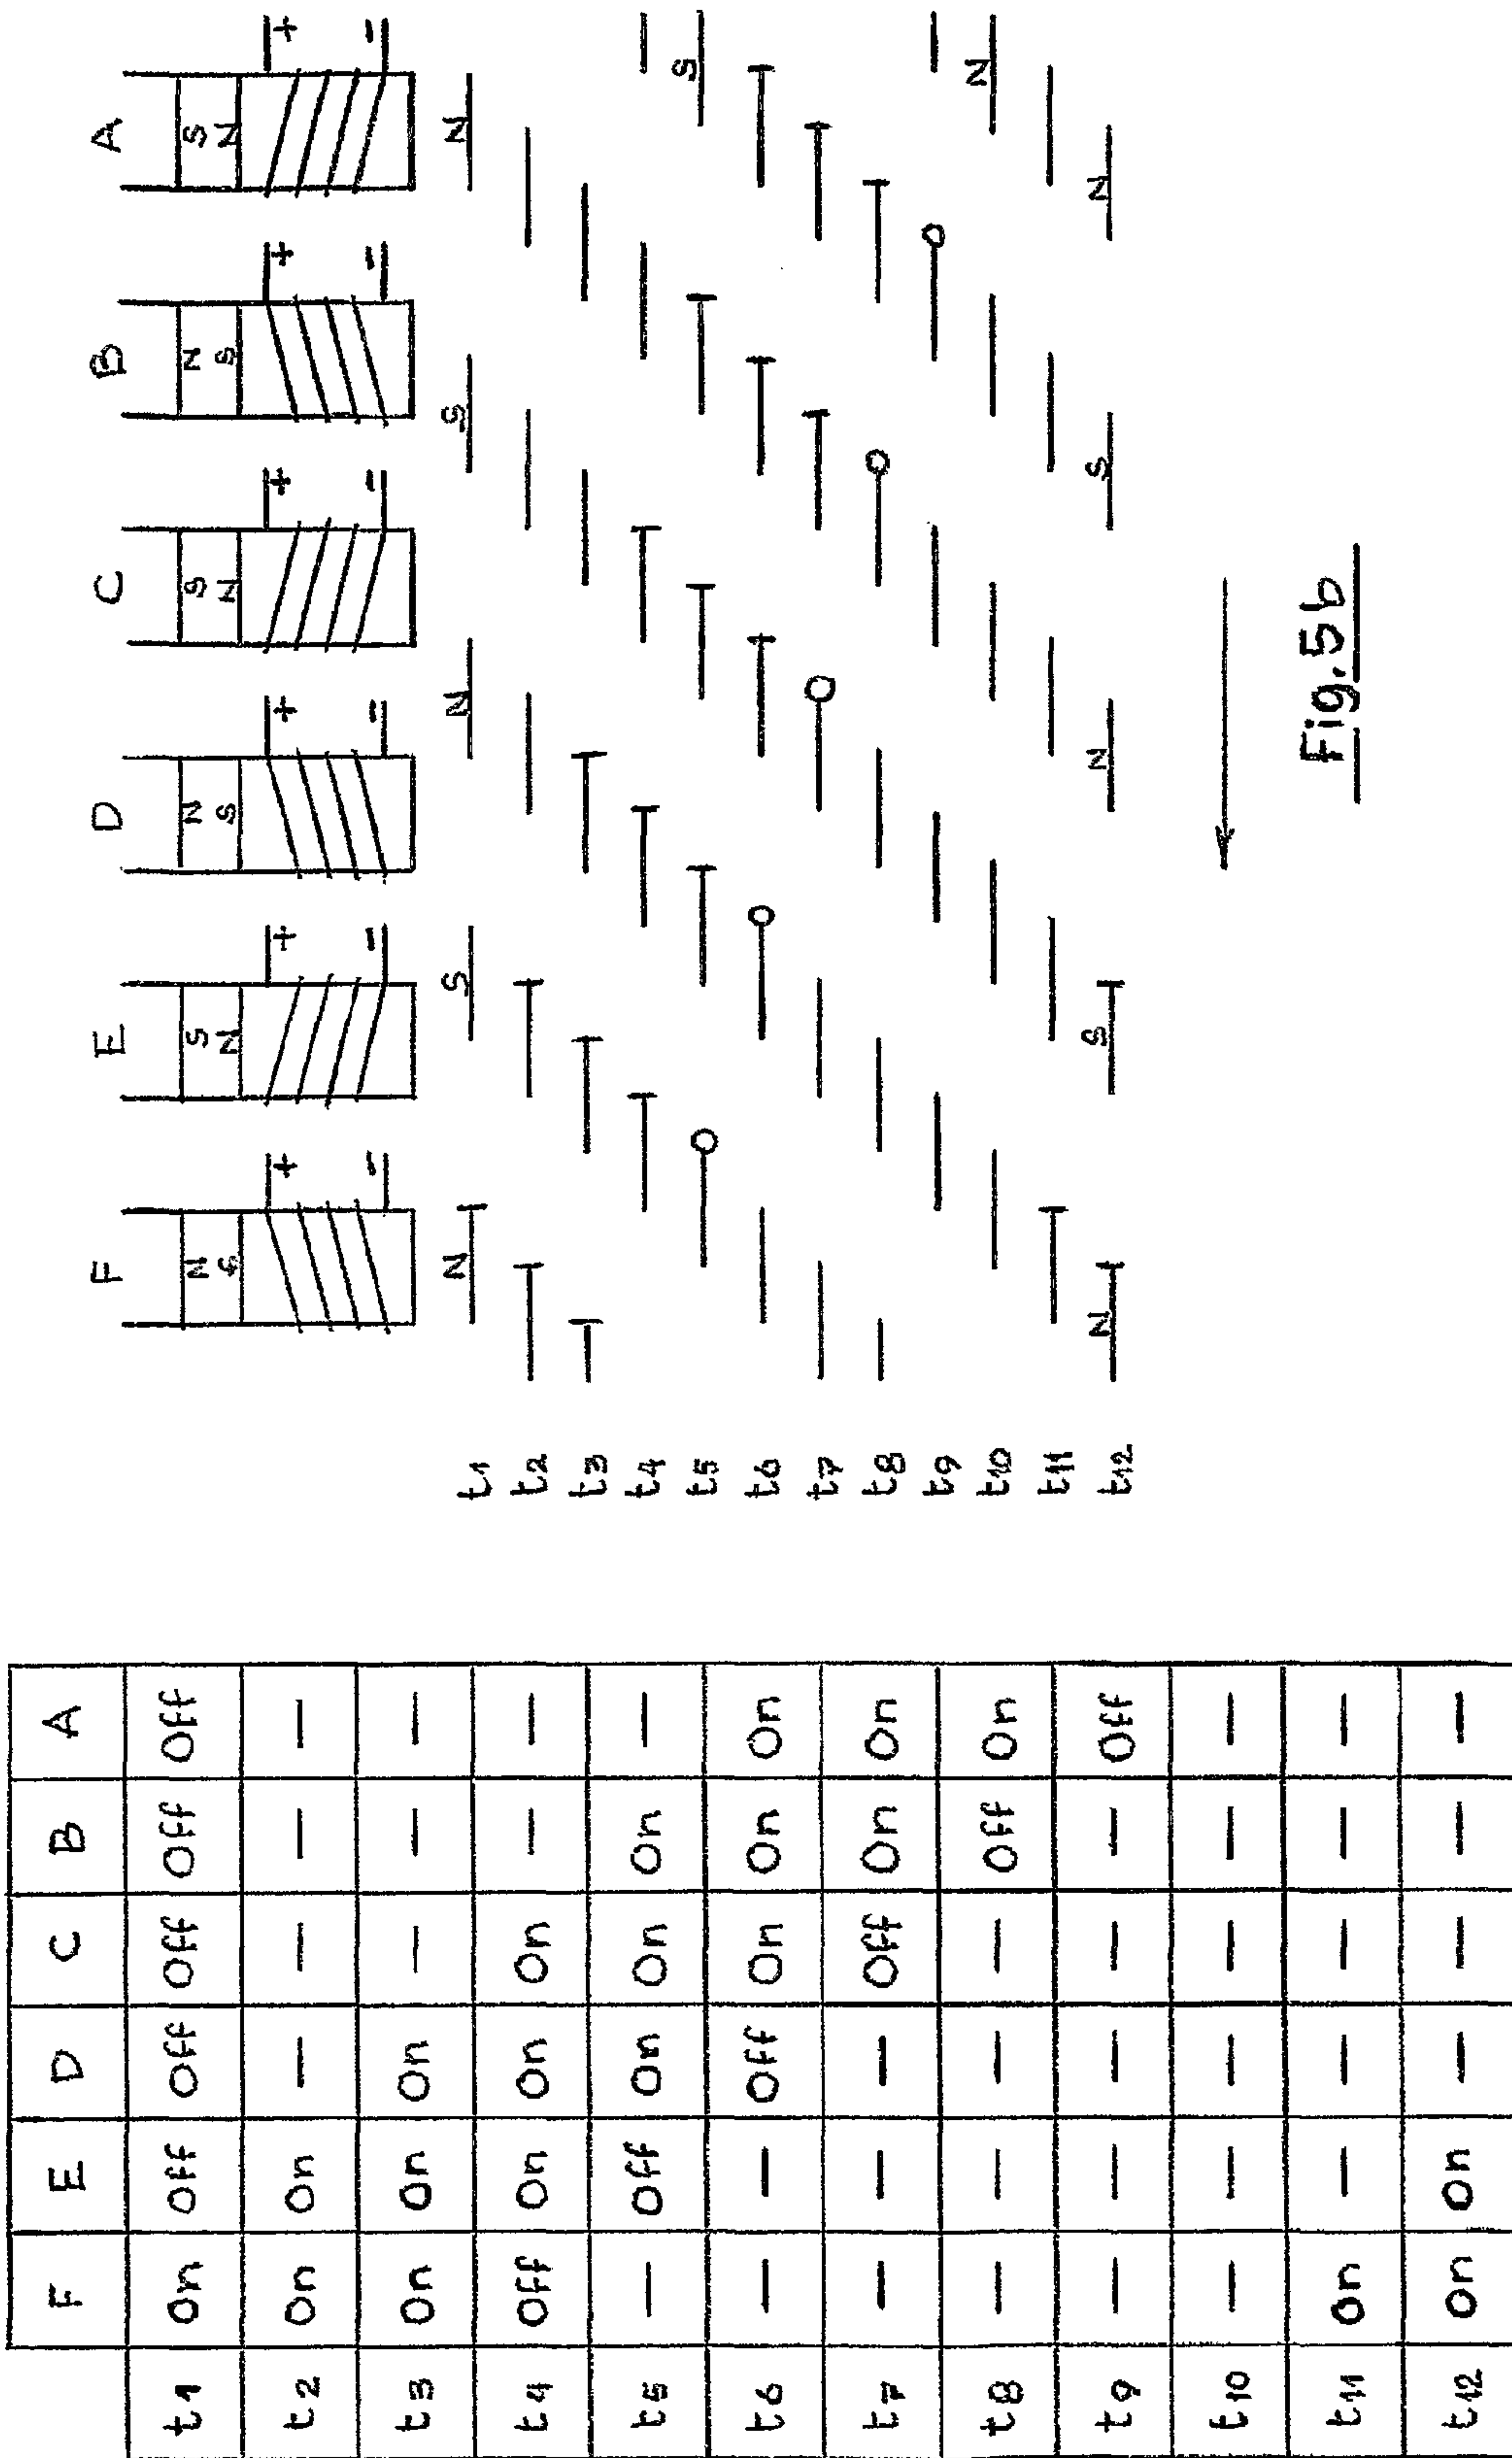 F E D C B A
t1 On Off Off Off Off Off
t2 On On — — — —
t3 On On On — — —
t4 Off On On On — —
t5 — Off On On On —
t6 — — Off On On On
t7 — — — Off On On
t8 — — — — Off On
t9 — — — — — Off
t10 — — — — — —
t11 On — — — — —
t12 On On — — — —
F E D C B A
N S N S N S
S N S N S N
+ + + + + +
- - - - - -
t1 N S N S N
t2
t3
t4
t5 S
t6
t7
t8
t9
t10 N
t11
t12 N S N S N
Fig. 5b